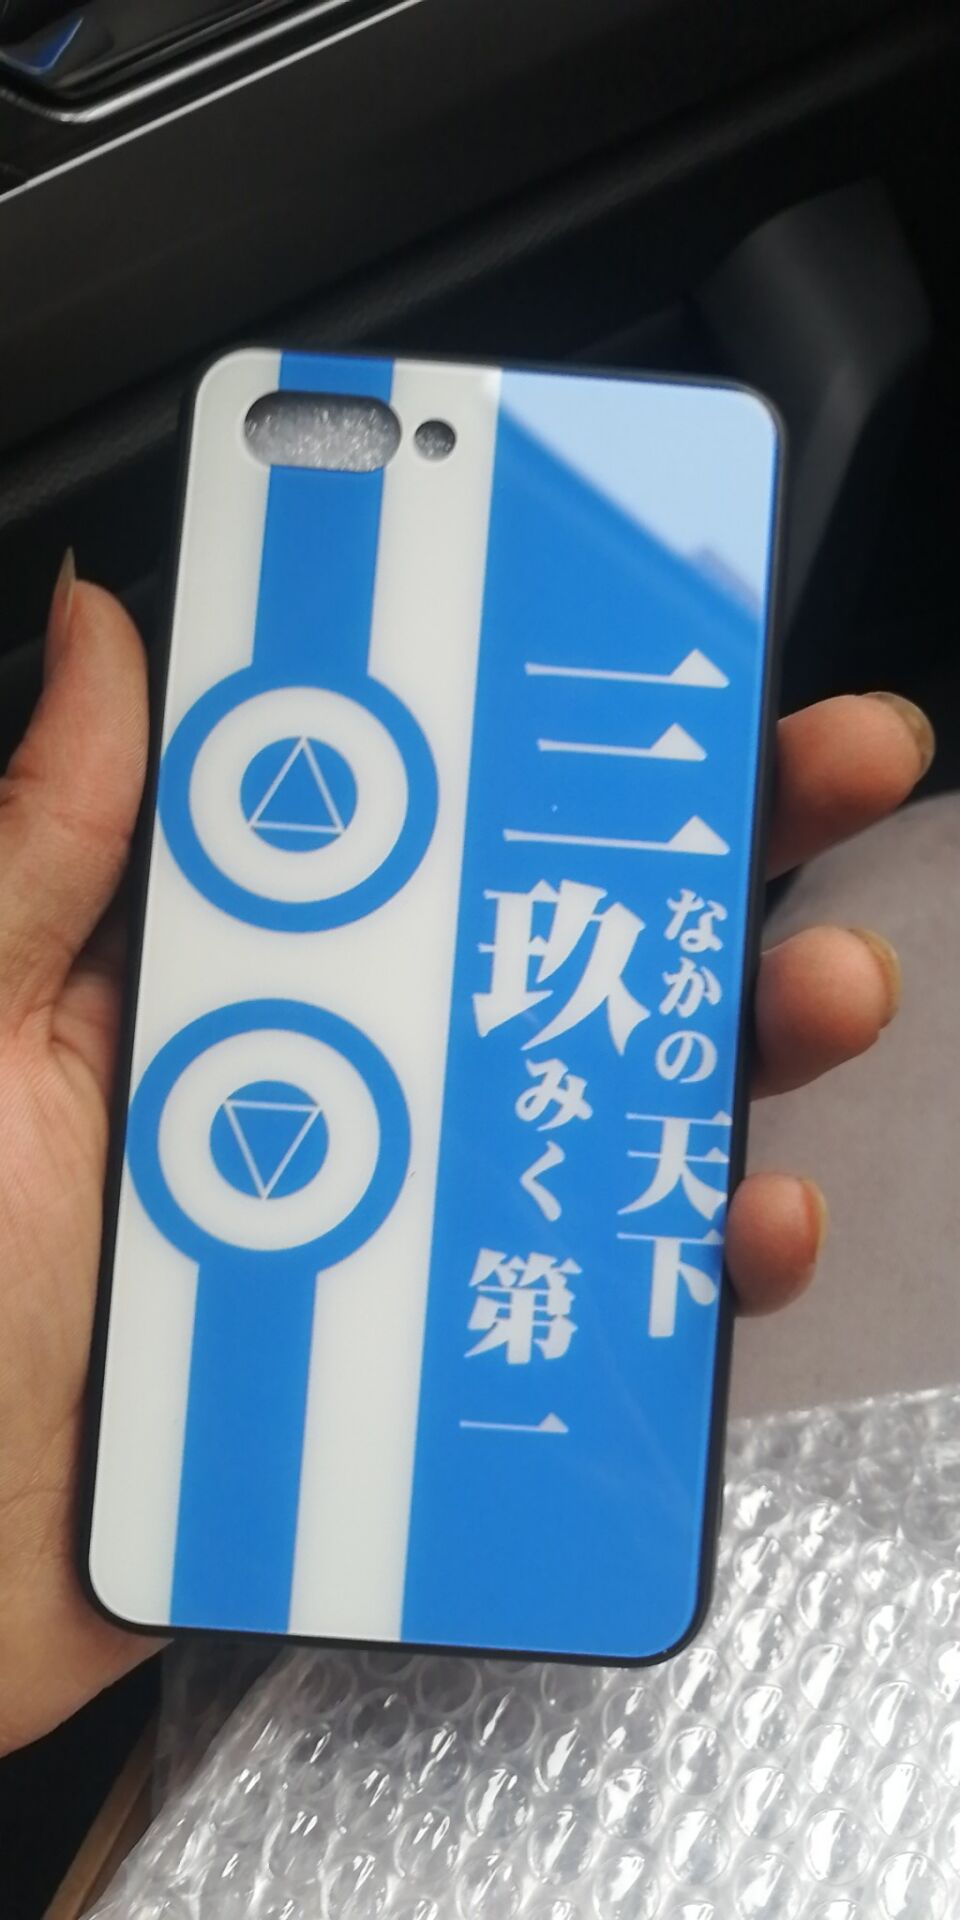 三玖
なかの
みく
天下
第一